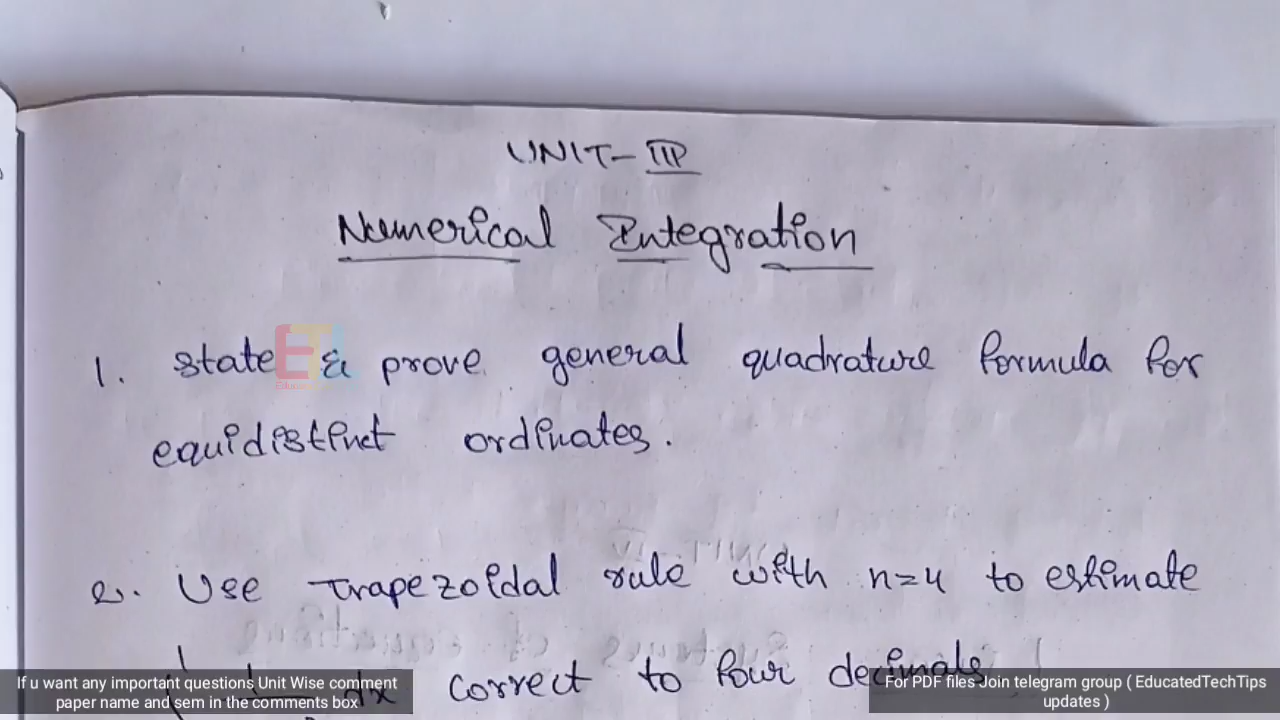 UNIT-III
Numerical Integration
1. state & prove general quadrature formula for
equidistinct ordinates.
2. Use Trapezoidal rule with n=4 to estimate
dx correct to four decimals
If u want any important questions Unit Wise comment
paper name and sem in the comments box
For PDF files Join telegram group ( EducatedTechTips
updates )